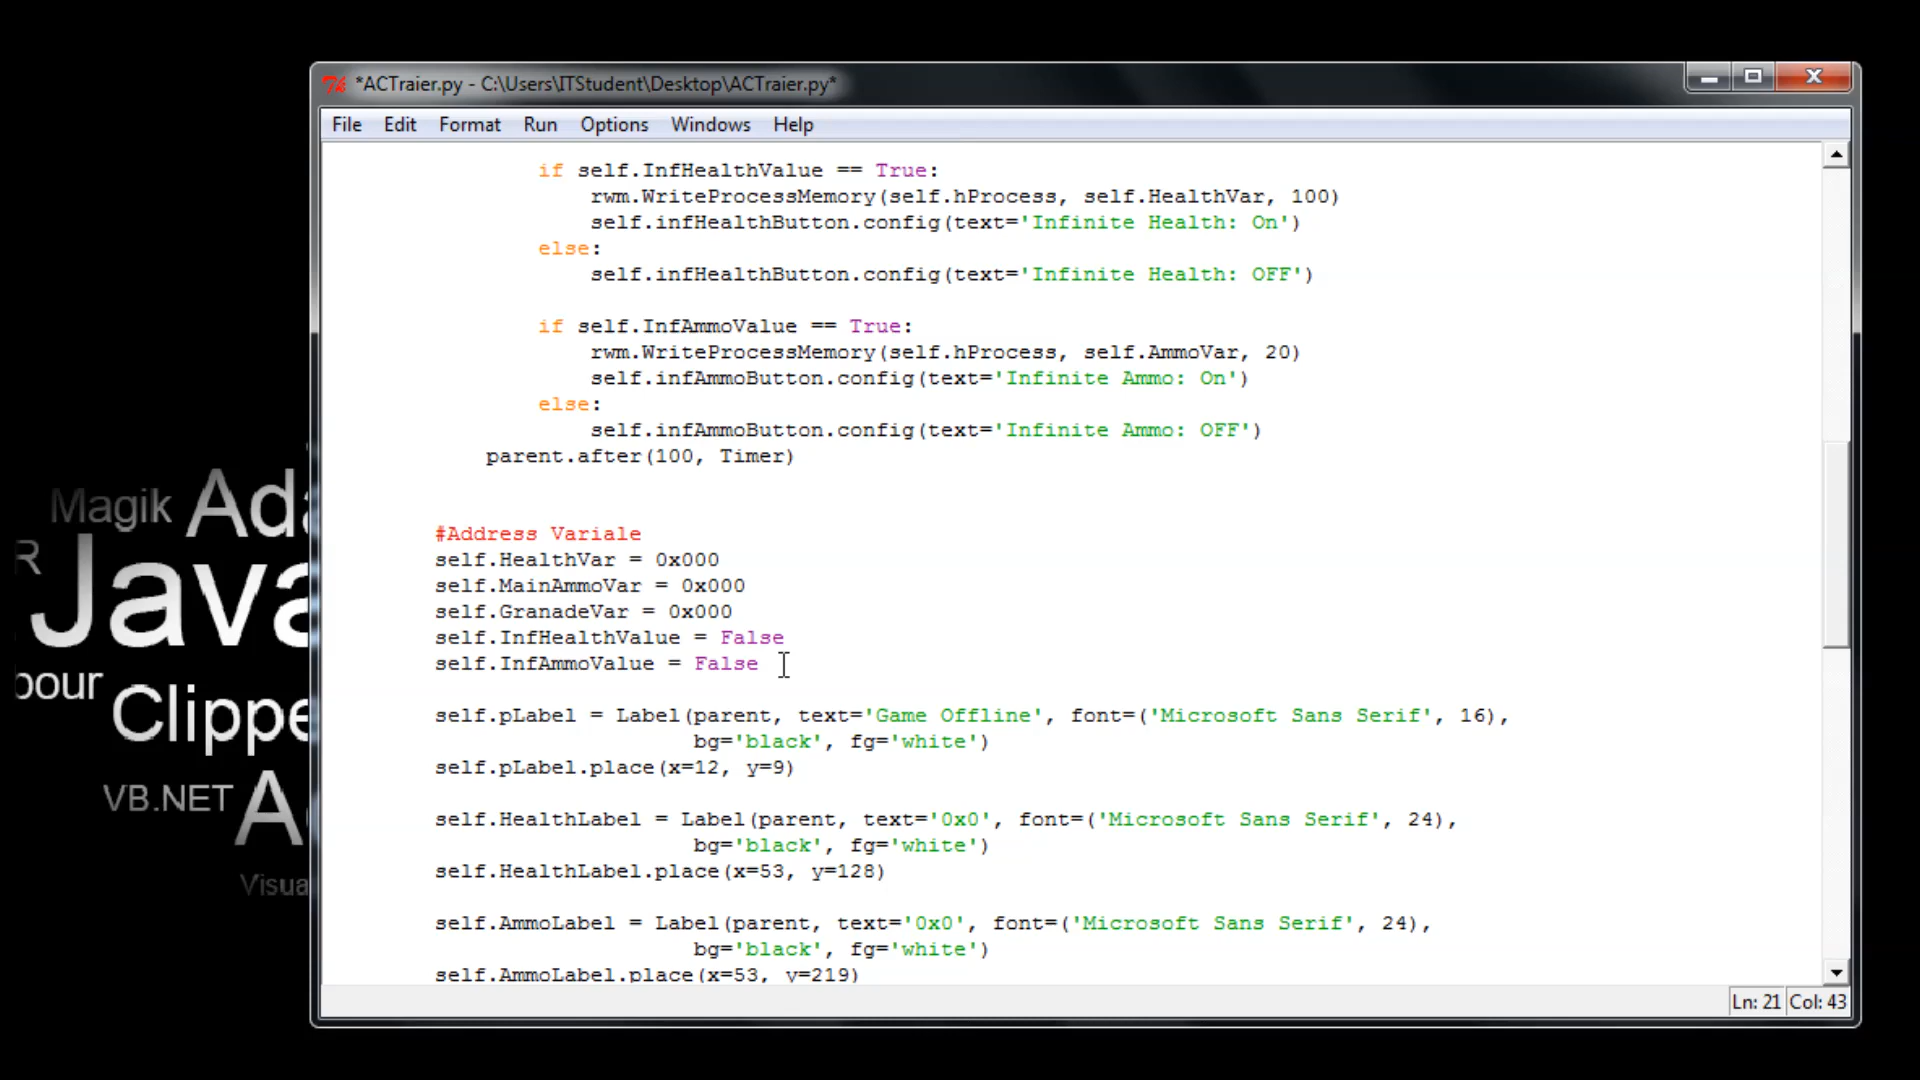 *ACTraier.py - C:\Users\ITStudent\Desktop\ACTraier.py*
File Edit Format Run Options Windows Help
if self.InfHealthValue == True:
rwm.WriteProcessMemory(self.hProcess, self.HealthVar, 100)
self.infHealthButton.config(text='Infinite Health: On')
else:
self.infHealthButton.config(text='Infinite Health: OFF')
if self.InfAmmoValue == True:
rwm.WriteProcessMemory(self.hProcess, self.AmmoVar, 20)
self.infAmmoButton.config(text='Infinite Ammo: On')
else:
self.infAmmoButton.config(text='Infinite Ammo: OFF')
parent.after(100, Timer)
#Address Variale
self.HealthVar = 0x000
self.MainAmmoVar = 0x000
self.GranadeVar = 0x000
self.InfHealthValue = False
self.InfAmmoValue = False
self.pLabel = Label(parent, text='Game Offline', font=('Microsoft Sans Serif', 16),
bg='black', fg='white')
self.pLabel.place(x=12, y=9)
self.HealthLabel = Label(parent, text='0x0', font=('Microsoft Sans Serif', 24),
bg='black', fg='white')
self.HealthLabel.place(x=53, y=128)
self.AmmoLabel = Label(parent, text='0x0', font=('Microsoft Sans Serif', 24),
bg='black', fg='white')
self.AmmoLabel.place(x=53, y=219)
Ln: 21 Col: 43
Magik
Java
Clippe
VB.NET